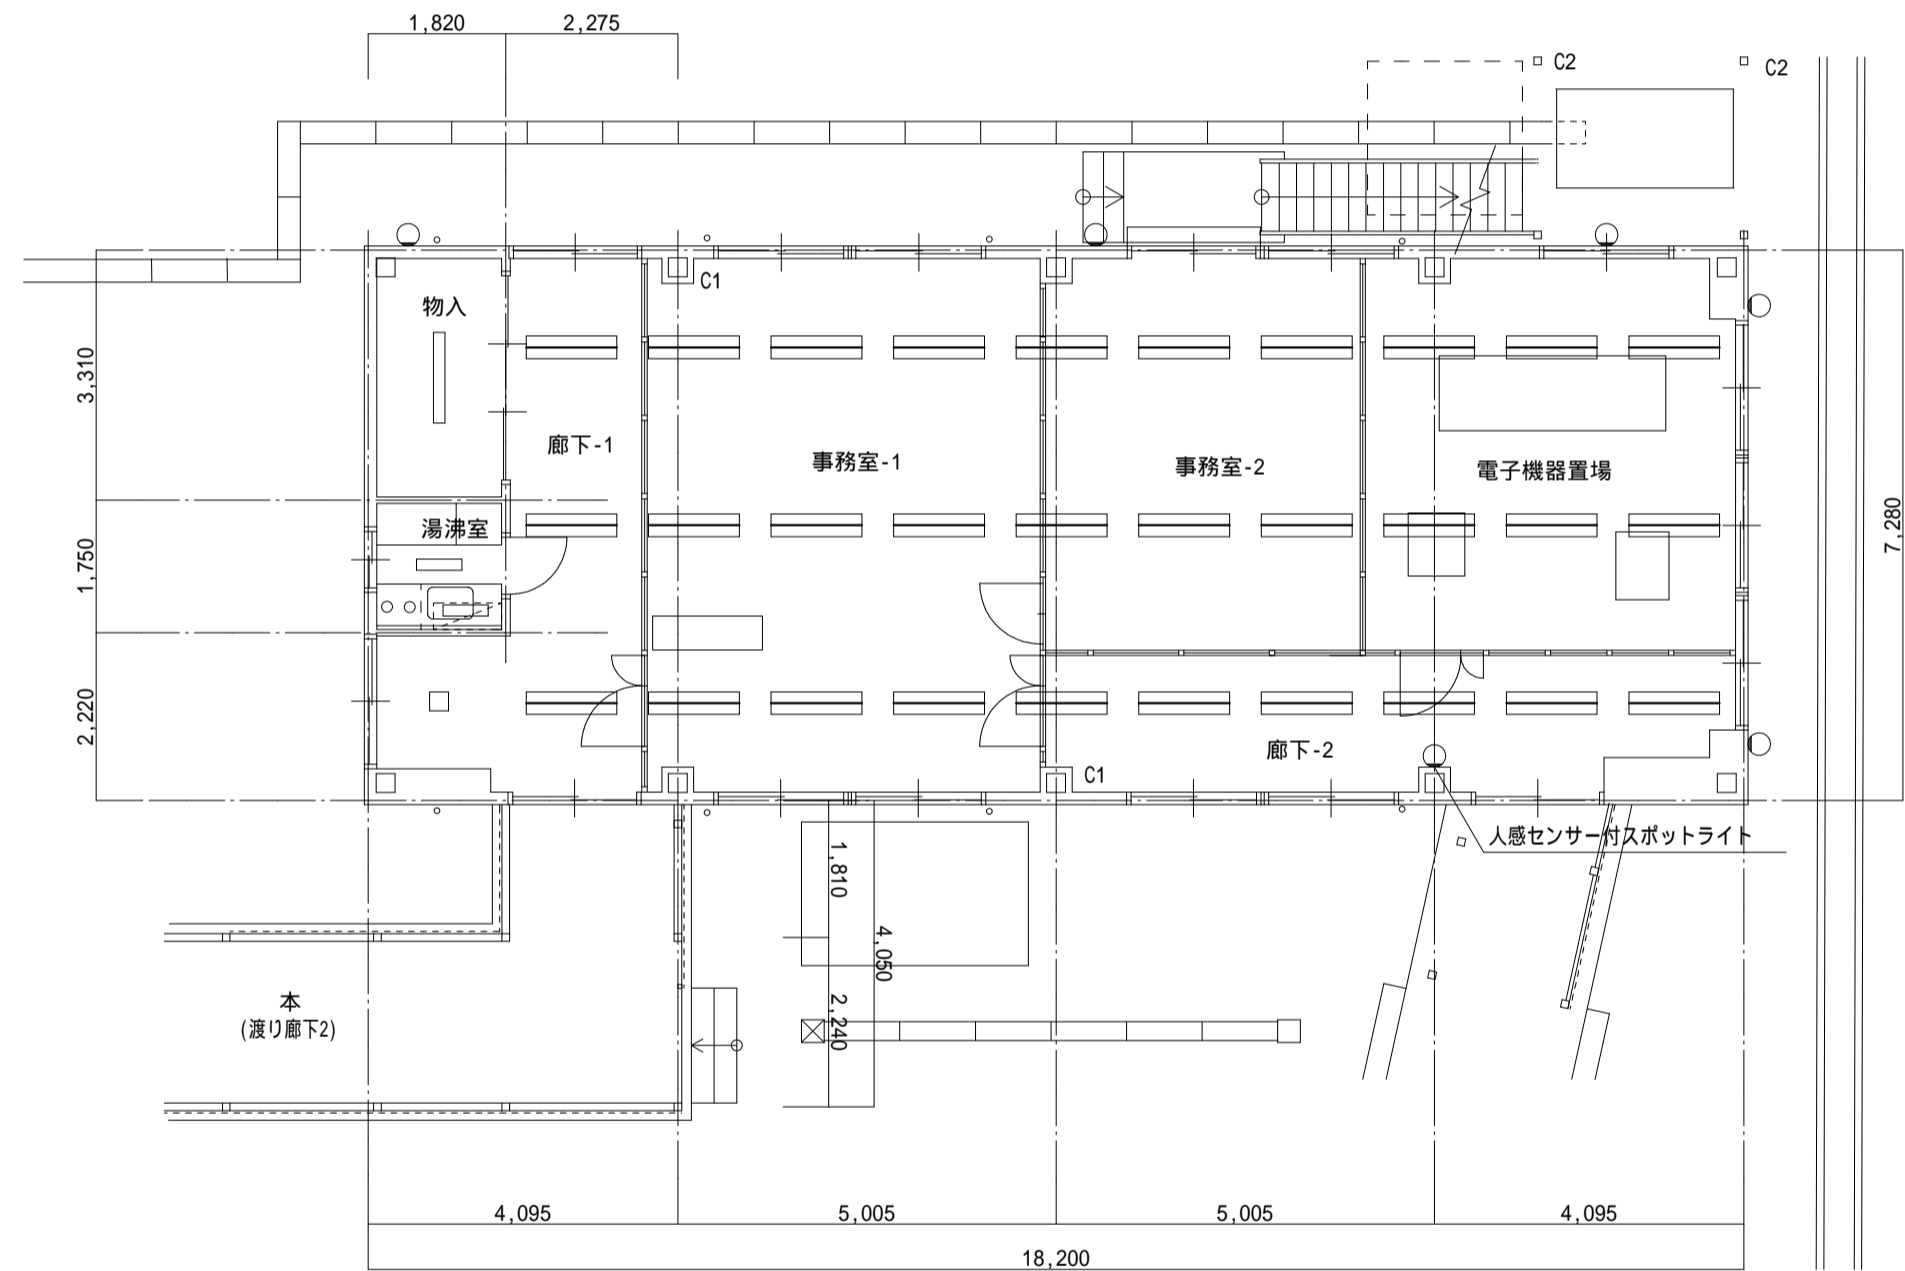 1,820
2,275
C2
C2
C1
物入
3,310
廊下-1
事務室-1
事務室-2
電子機器置場
湯沸室
7,280
1,750
2,220
廊下-2
C1
人感センサー付スポットライト
1,810
4,050
2,240
本
(渡り廊下2)
4,095
5,005
5,005
4,095
18,200